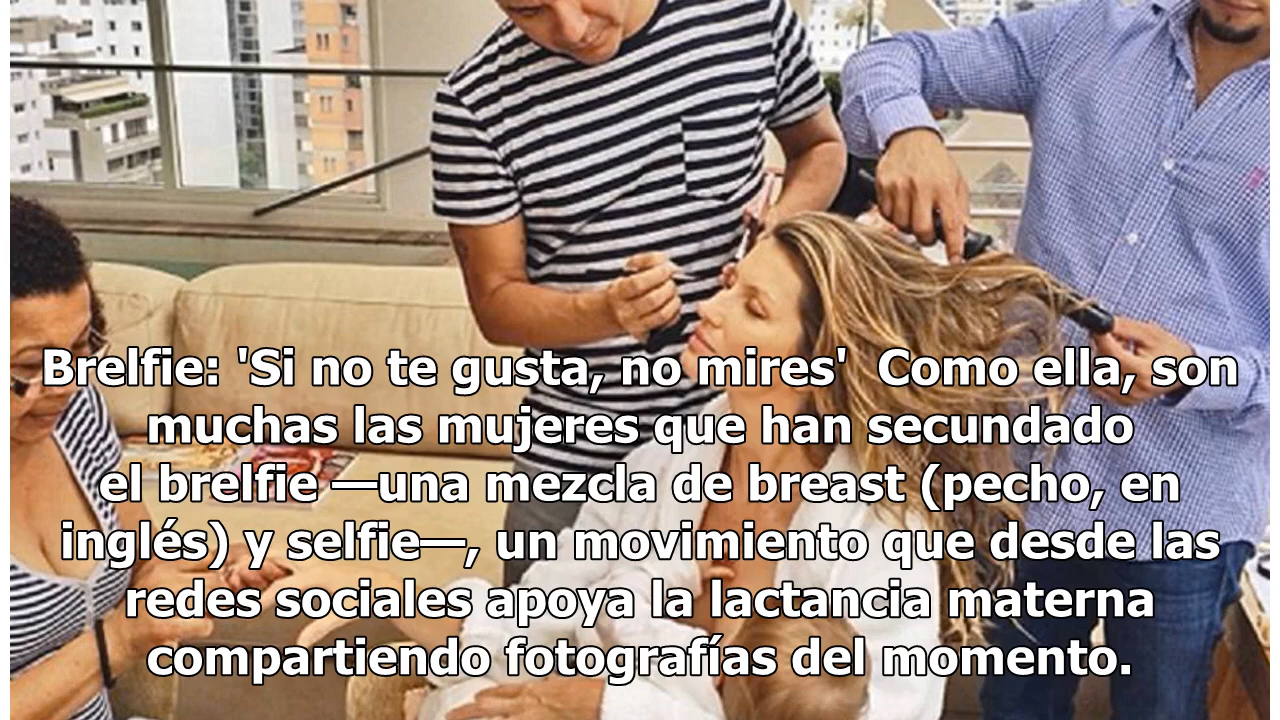 Brelfie: 'Si no te gusta, no mires'  Como ella, son
muchas las mujeres que han secundado
el brelfie —una mezcla de breast (pecho, en
inglés) y selfie—, un movimiento que desde las
redes sociales apoya la lactancia materna
compartiendo fotografías del momento.